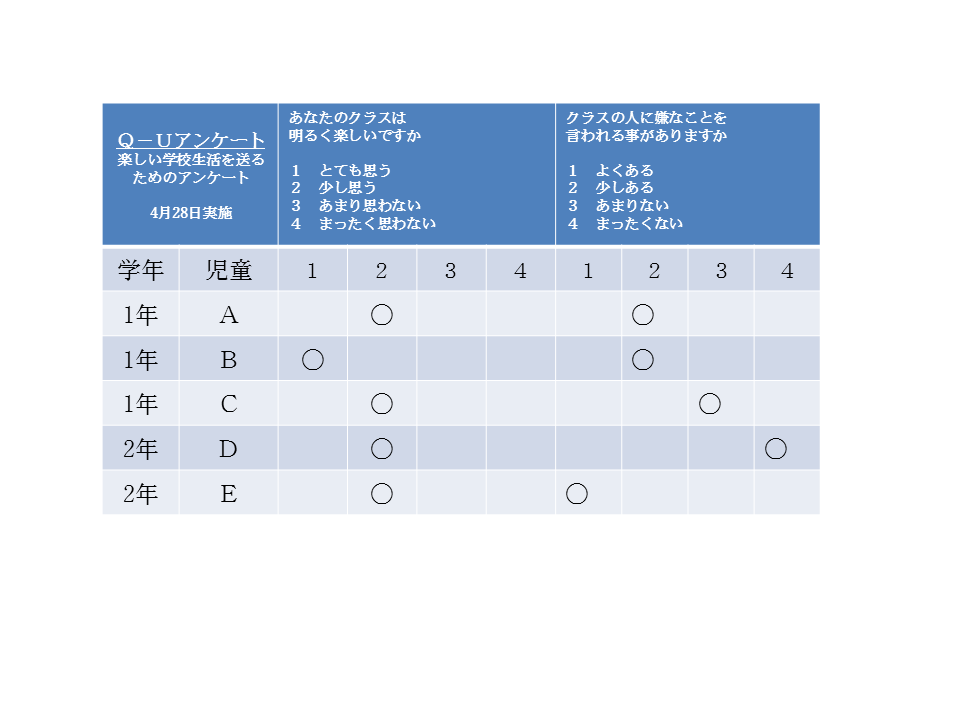 Ｑ－Ｕアンケート
楽しい学校生活を送る
ためのアンケート
4月28日実施
あなたのクラスは
明るく楽しいですか
１　とても思う
２　少し思う
３　あまり思わない
４　まったく思わない
クラスの人に嫌なことを
言われる事がありますか
１　よくある
２　少しある
３　あまりない
４　まったくない
学年 児童 １ ２ ３ ４ １ ２ ３ ４
1年 Ａ ○ ○
1年 Ｂ ○ ○
1年 Ｃ ○ ○
2年 Ｄ ○ ○
2年 Ｅ ○ ○